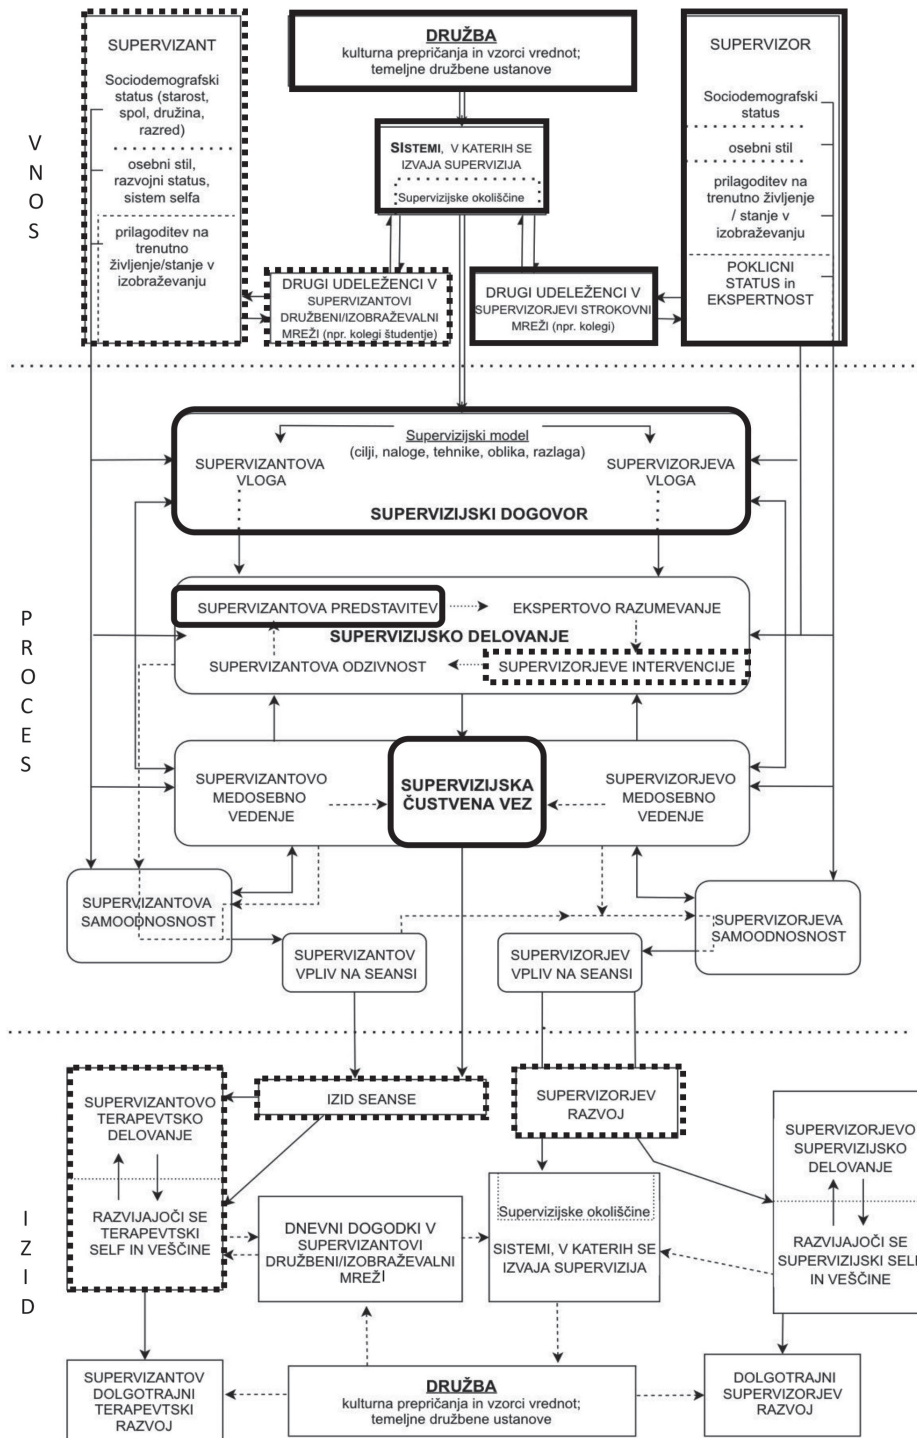 VNOS
SUPERVIZANT
Sociodemografski
status (starost,
spol, družina,
razred)
osebni stil,
razvojni status,
sistem selfa
prilagoditev na
trenutno
življenje/stanje v
izobraževanju
DRUŽBA
kulturna prepričanja in vzorci vrednot;
temeljne družbene ustanove
SISTEMI, V KATERIH SE
IZVAJA SUPERVIZIJA
Supervizijske okoliščine
DRUGI UDELEŽENCI V
SUPERVIZANTOVI
DRUŽBENI/IZOBRAŽEVALNI
MREŽI (npr. kolegi študentje)
DRUGI UDELEŽENCI V
SUPERVIZORJEVI STROKOVNI
MREŽI (npr. kolegi)
SUPERVIZOR
Sociodemografski
status
osebni stil
prilagoditev na
trenutno življenje
/ stanje v
izobraževanju
POKLICNI
STATUS in
EKSPERTNOST
PROCES
Supervizijski model
(cilji, naloge, tehnike, oblika, razlaga)
SUPERVIZANTOVA
VLOGA
SUPERVIZORJEVA
VLOGA
SUPERVIZIJSKI DOGOVOR
SUPERVIZANTOVA PREDSTAVITEV
EKSPERTOVO RAZUMEVANJE
SUPERVIZIJSKO DELOVANJE
SUPERVIZANTOVA ODZIVNOST
SUPERVIZORJEVE INTERVENCIJE
SUPERVIZANTOVO
MEDOSEBNO
VEDENJE
SUPERVIZIJSKA
ČUSTVENA VEZ
SUPERVIZORJEVO
MEDOSEBNO
VEDENJE
SUPERVIZANTOVA
SAMOODNOSNOST
SUPERVIZORJEVA
SAMOODNOSNOST
SUPERVIZANTOV
VPLIV NA SEANSI
SUPERVIZORJEV
VPLIV NA SEANSI
IZID
SUPERVIZANTOVO
TERAPEVTSKO
DELOVANJE
RAZVIJAJOČI SE
TERAPEVTSKI
SELF IN VEŠČINE
IZID SEANSE
SUPERVIZORJEV
RAZVOJ
SUPERVIZORJEVO
SUPERVIZIJSKO
DELOVANJE
RAZVIJAJOČI SE
SUPERVIZIJSKI SELF
IN VEŠČINE
DNEVNI DOGODKI V
SUPERVIZANTOVI
DRUŽBENI/IZOBRAŽEVALNI
MREŽI
Supervizijske okoliščine
SISTEMI, V KATERIH SE
IZVAJA SUPERVIZIJA
SUPERVIZANTOV
DOLGOTRAJNI
TERAPEVTSKI
RAZVOJ
DRUŽBA
kulturna prepričanja in vzorci vrednot;
temeljne družbene ustanove
DOLGOTRAJNI
SUPERVIZORJEV
RAZVOJ